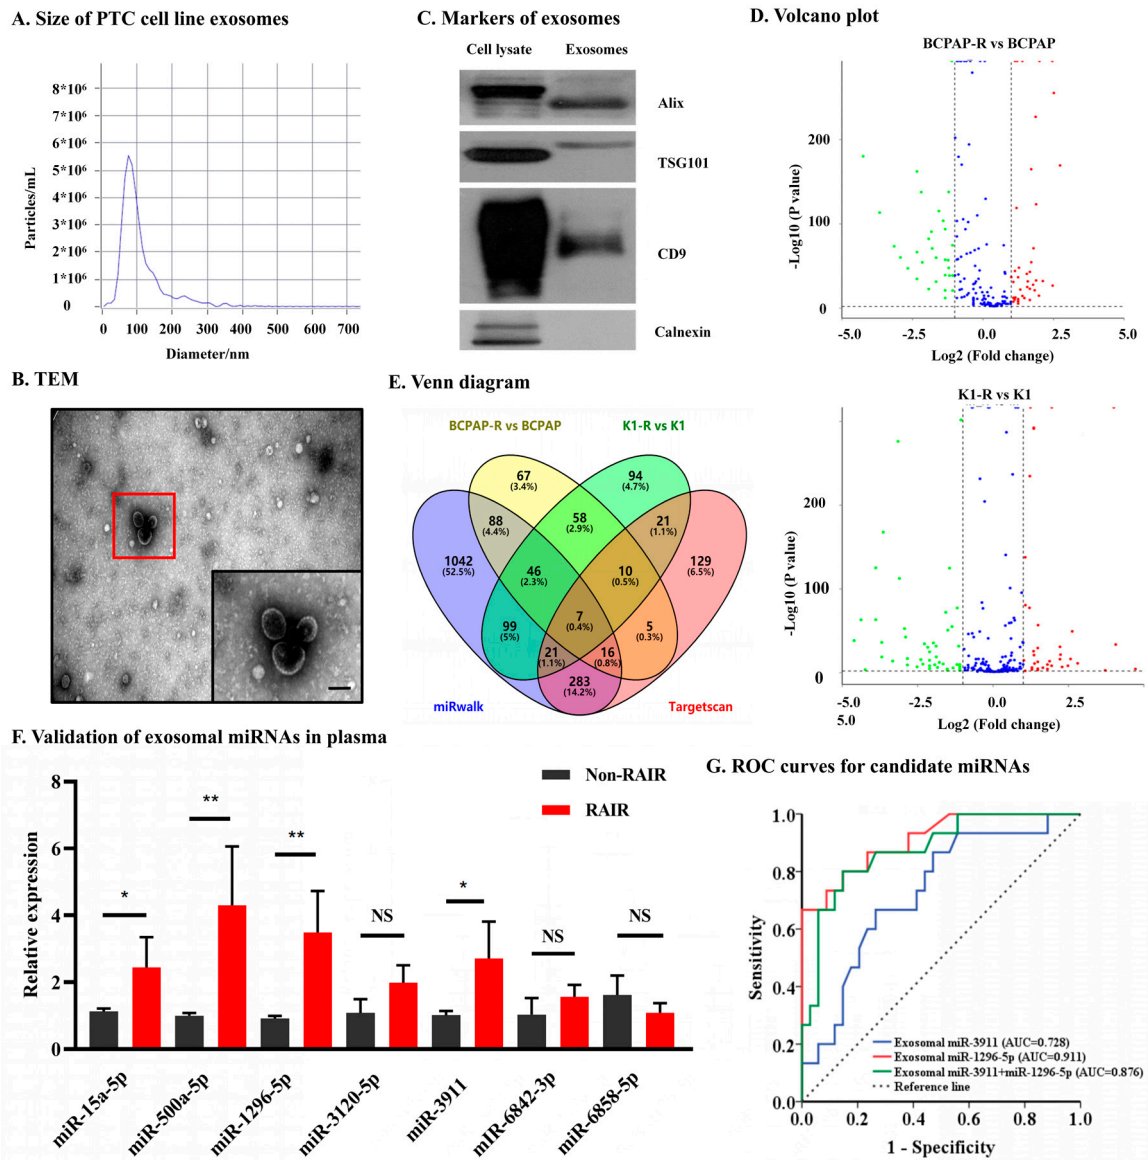 A. Size of PTC cell line exosomes
8*10⁶
7*10⁶
6*10⁶
5*10⁶
4*10⁶
3*10⁶
2*10⁶
1*10⁶
0
Particles/mL
0 100 200 300 400 500 600 700
Diameter/nm
B. TEM
C. Markers of exosomes
Cell lysate Exosomes
Alix
TSG101
CD9
Calnexin
D. Volcano plot
BCPAP-R vs BCPAP
200
100
0
-Log10 (P value)
-5.0 -2.5 0.0 2.5 5.0
Log2 (Fold change)
K1-R vs K1
200
100
0
-Log10 (P value)
-5.0 -2.5 0.0 2.5
5.0
Log2 (Fold change)
E. Venn diagram
BCPAP-R vs BCPAP K1-R vs K1
67
(3.4%)
94
(4.7%)
88
(4.4%)
58
(2.9%)
21
(1.1%)
1042
(52.5%)
46
(2.3%)
10
(0.5%)
129
(6.5%)
99
(5%)
7
(0.4%)
5
(0.3%)
21
(1.1%)
16
(0.8%)
283
(14.2%)
miRwalk Targetscan
F. Validation of exosomal miRNAs in plasma
Non-RAIR
RAIR
8
6
4
2
0
Relative expression
*
**
**
NS
*
NS
NS
miR-15a-5p
miR-500a-5p
miR-1296-5p
miR-3120-5p
miR-3911
mIR-6842-3p
miR-6858-5p
G. ROC curves for candidate miRNAs
1.0
0.8
0.6
0.4
0.2
0.0
Sensitivity
Exosomal miR-3911 (AUC=0.728)
Exosomal miR-1296-5p (AUC=0.911)
Exosomal miR-3911+miR-1296-5p (AUC=0.876)
Reference line
0.0 0.2 0.4 0.6 0.8 1.0
1 - Specificity